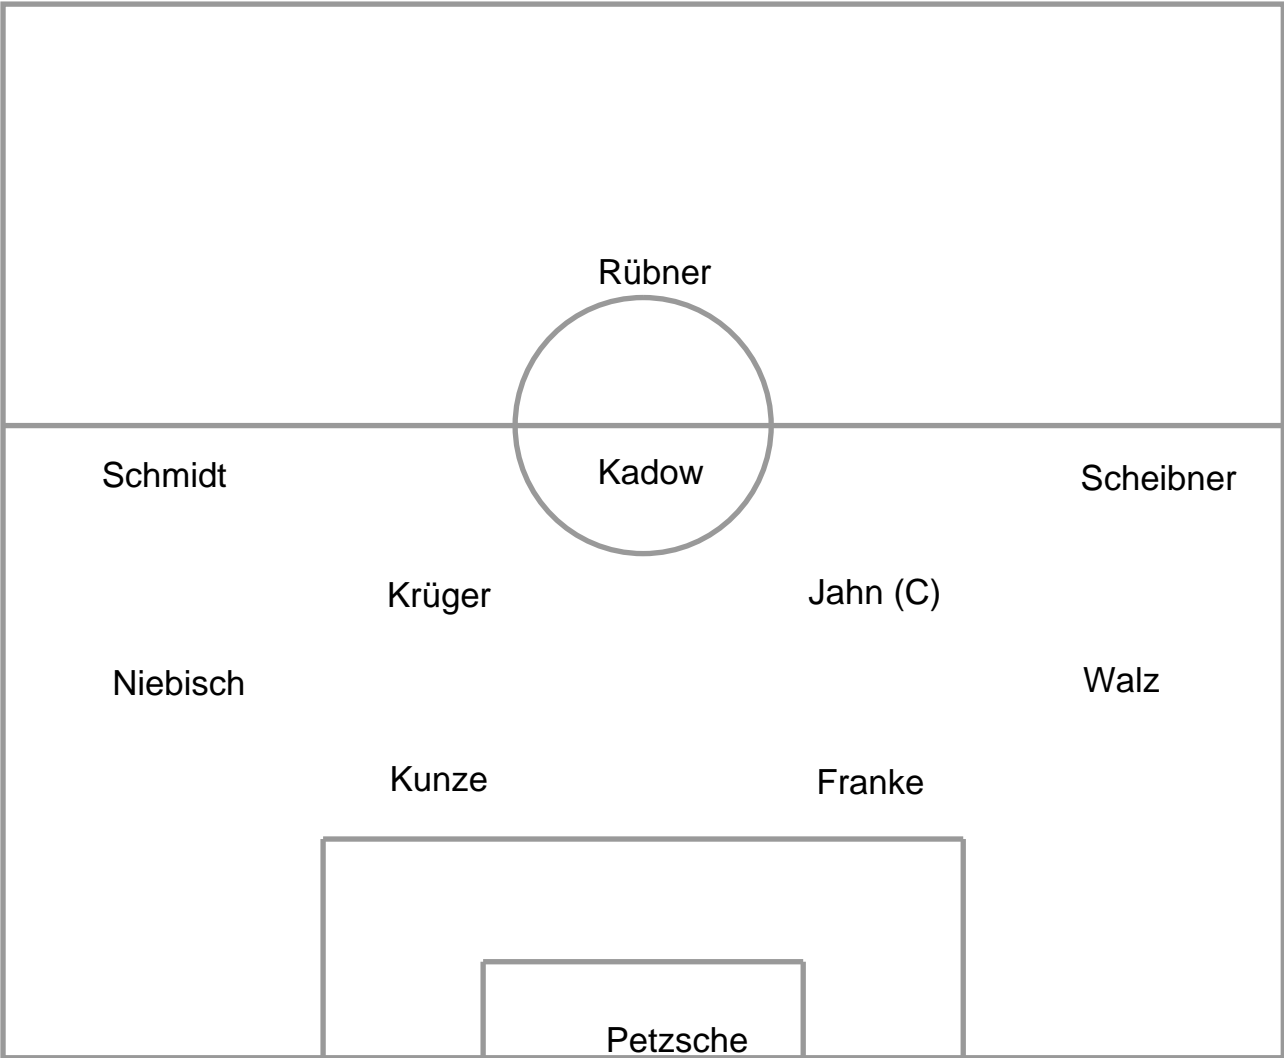 Rübner
Schmidt
Kadow
Scheibner
Krüger
Jahn (C)
Niebisch
Walz
Kunze
Franke
Petzsche